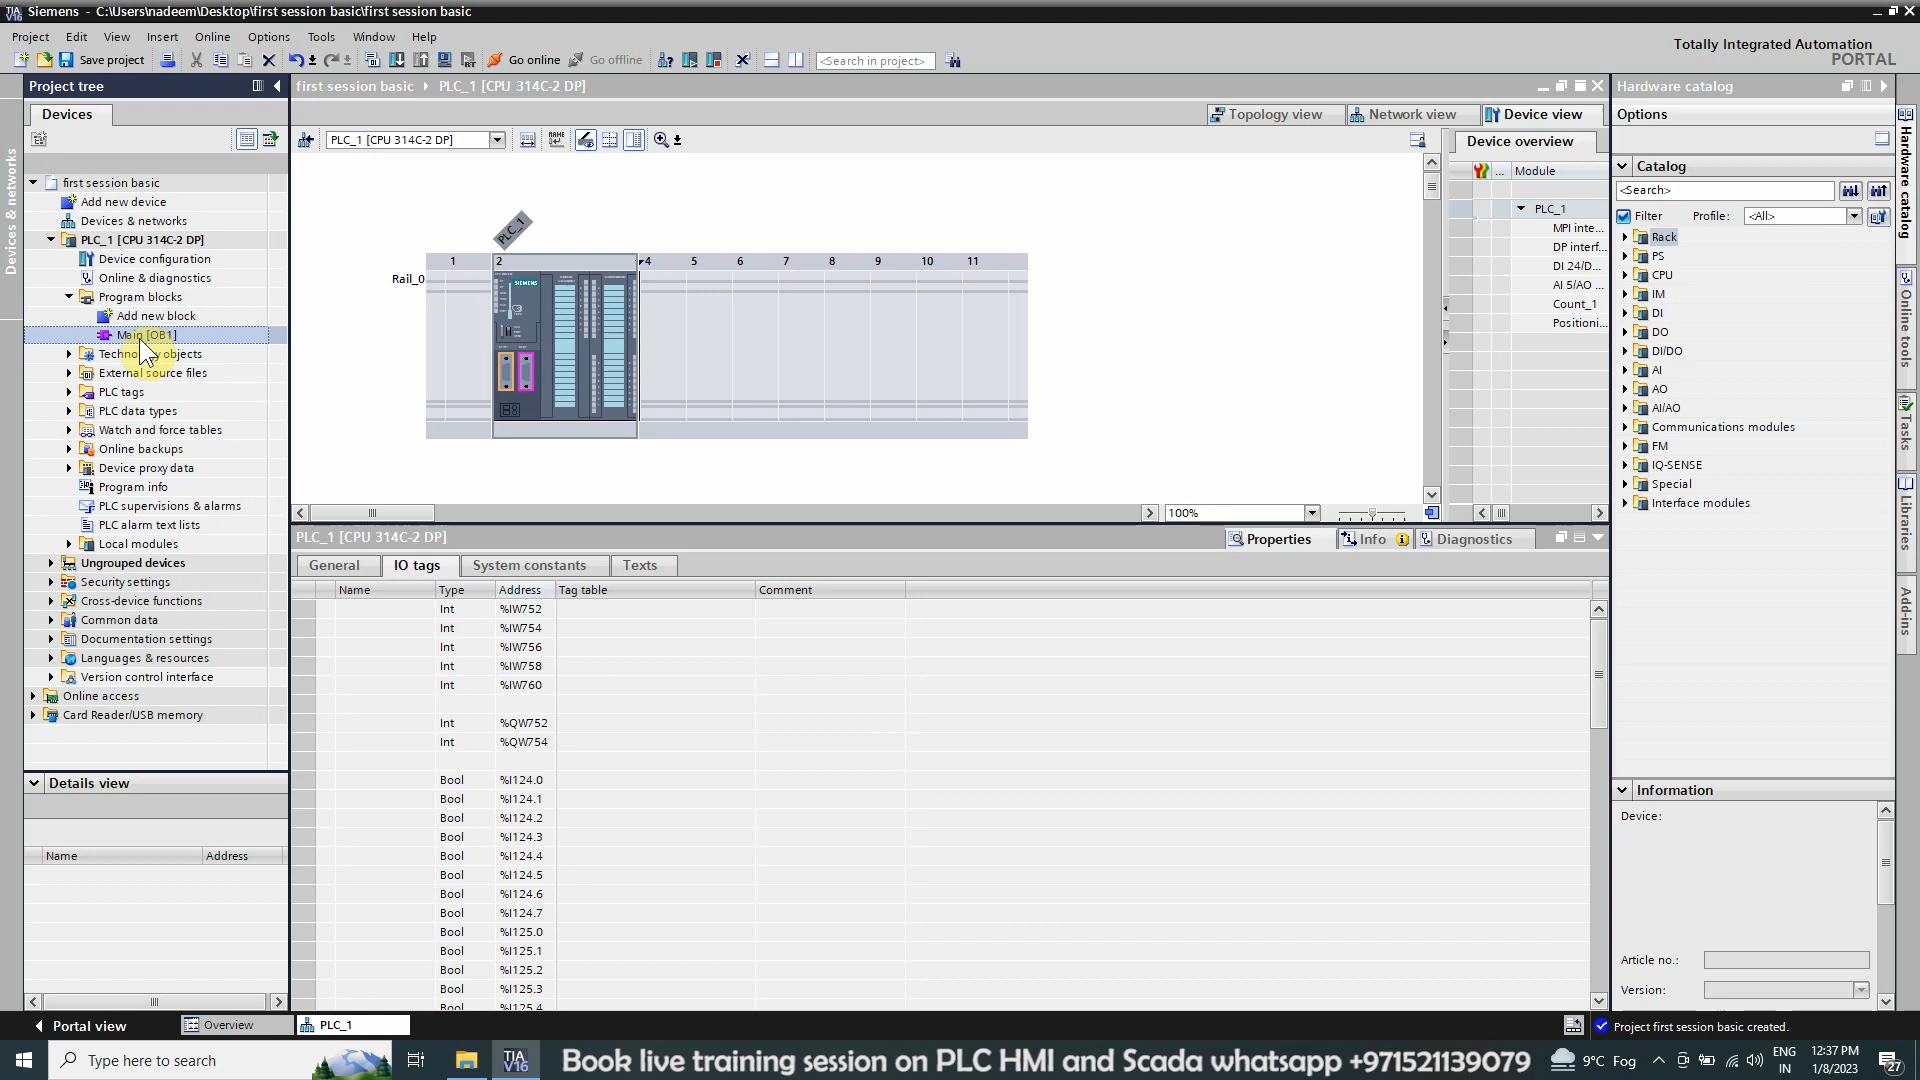 Siemens  -  C:\Users\nadeem\Desktop\first session basic\first session basic
Project Edit View Insert Online Options Tools Window Help
Totally Integrated Automation
PORTAL
Save project Go online Go offline <Search in project>
Project tree
first session basic PLC_1 [CPU 314C-2 DP]
Hardware catalog
Devices
Topology view Network view Device view
Options
PLC_1 [CPU 314C-2 DP]
Device overview
... Module
PLC_1
MPI inte...
DP interf...
DI 24/D...
AI 5/AO ...
Count_1
Positioni...
Devices & networks
first session basic
Add new device
Devices & networks
PLC_1 [CPU 314C-2 DP]
Device configuration
Online & diagnostics
Program blocks
Add new block
Main [OB1]
Technology objects
External source files
PLC tags
PLC data types
Watch and force tables
Online backups
Device proxy data
Program info
PLC supervisions & alarms
PLC alarm text lists
Local modules
Ungrouped devices
Security settings
Cross-device functions
Common data
Documentation settings
Languages & resources
Version control interface
Online access
Card Reader/USB memory
Details view
Name Address
PLC_1
1 2 4 5 6 7 8 9 10 11
Rail_0
SIEMENS
100%
PLC_1 [CPU 314C-2 DP]
Properties Info Diagnostics
General IO tags System constants Texts
Name Type Address Tag table Comment
Int %IW752
Int %IW754
Int %IW756
Int %IW758
Int %IW760
Int %QW752
Int %QW754
Bool %I124.0
Bool %I124.1
Bool %I124.2
Bool %I124.3
Bool %I124.4
Bool %I124.5
Bool %I124.6
Bool %I124.7
Bool %I125.0
Bool %I125.1
Bool %I125.2
Bool %I125.3
Bool %I125.4
Catalog
<Search>
Filter Profile: <All>
Rack
PS
CPU
IM
DI
DO
DI/DO
AI
AO
AI/AO
Communications modules
FM
IQ-SENSE
Special
Interface modules
Information
Device:
Article no.:
Version:
Hardware catalog
Online tools
Tasks
Libraries
Add-ins
Portal view Overview PLC_1
Project first session basic created.
Type here to search
TIA V16
Book live training session on PLC HMI and Scada whatsapp +971521139079
9°C Fog
ENG
IN
12:37 PM
1/8/2023
27